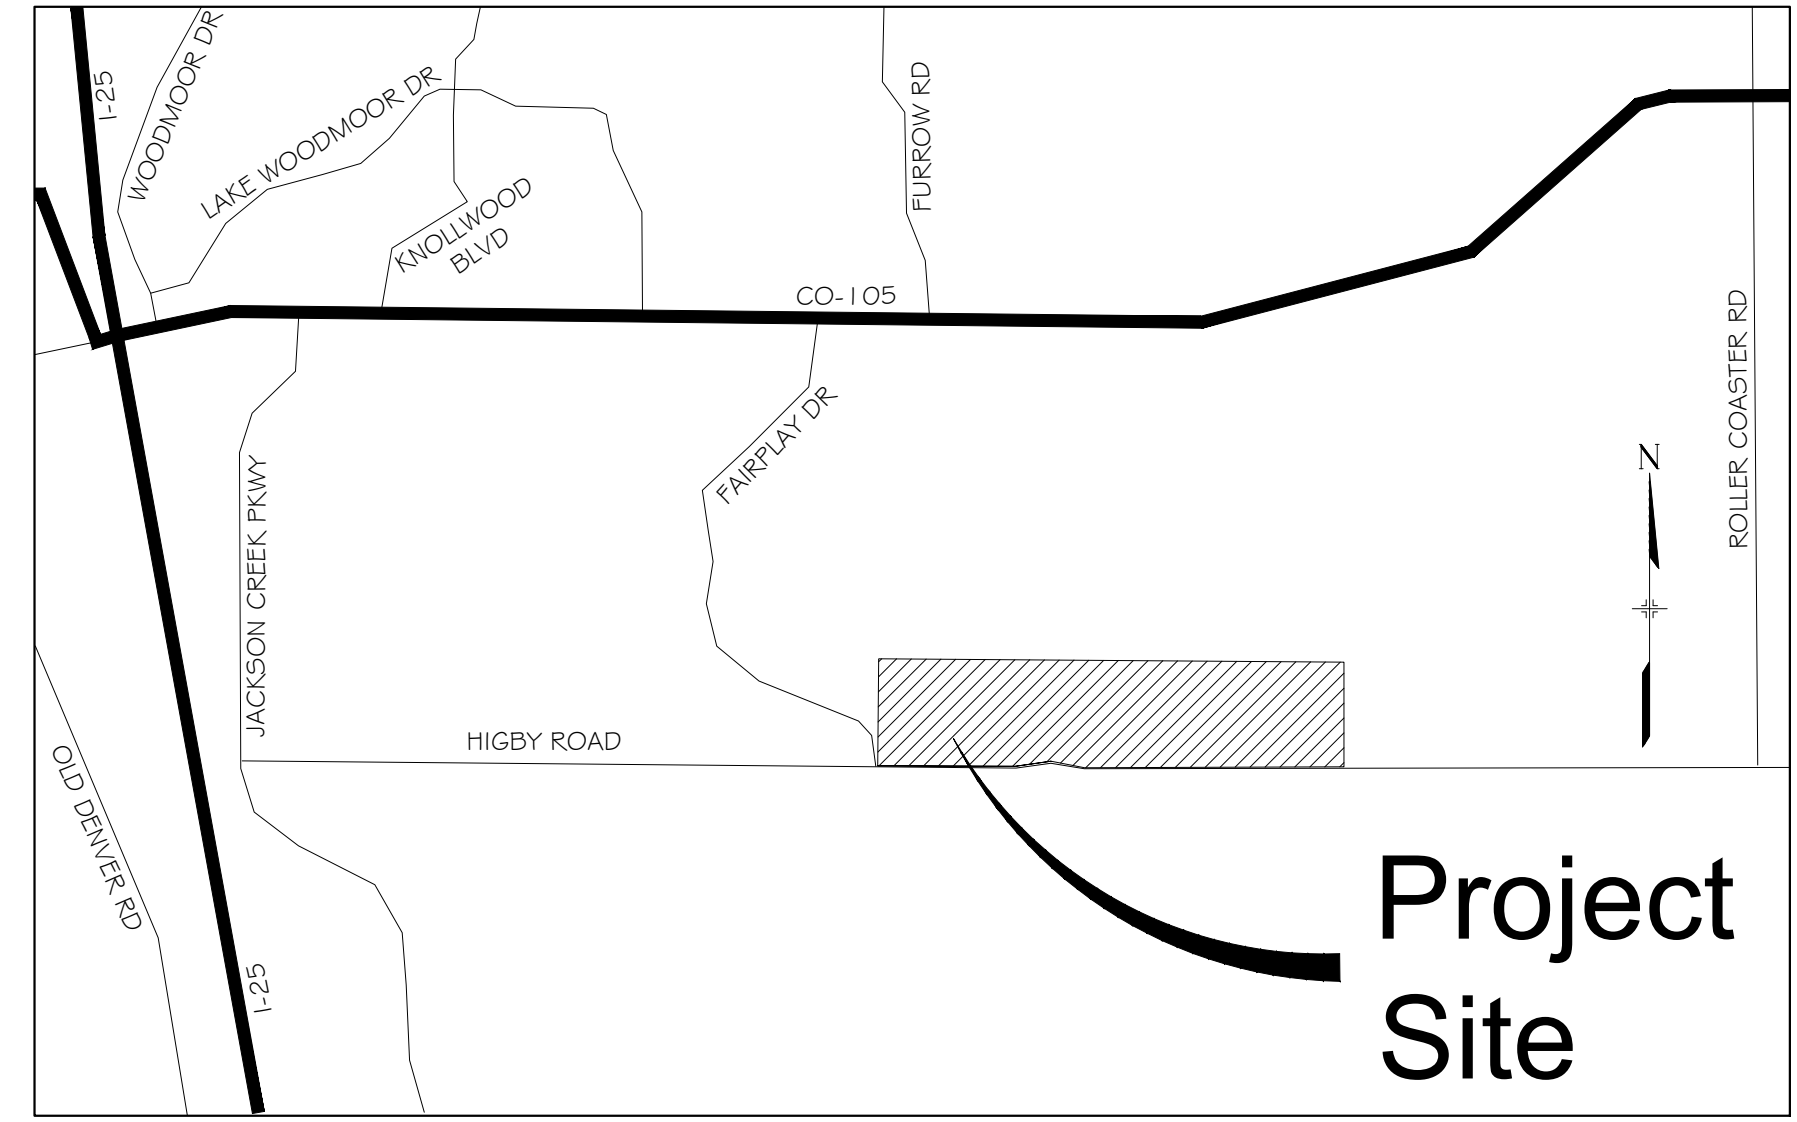 I-25
WOODMOOR DR
LAKE WOODMOOR DR
KNOLLWOOD
BLVD
FURROW RD
CO-105
ROLLER COASTER RD
FAIRPLAY DR
N
JACKSON CREEK PKWY
HIGBY ROAD
OLD DENVER RD
I-25
Project
Site